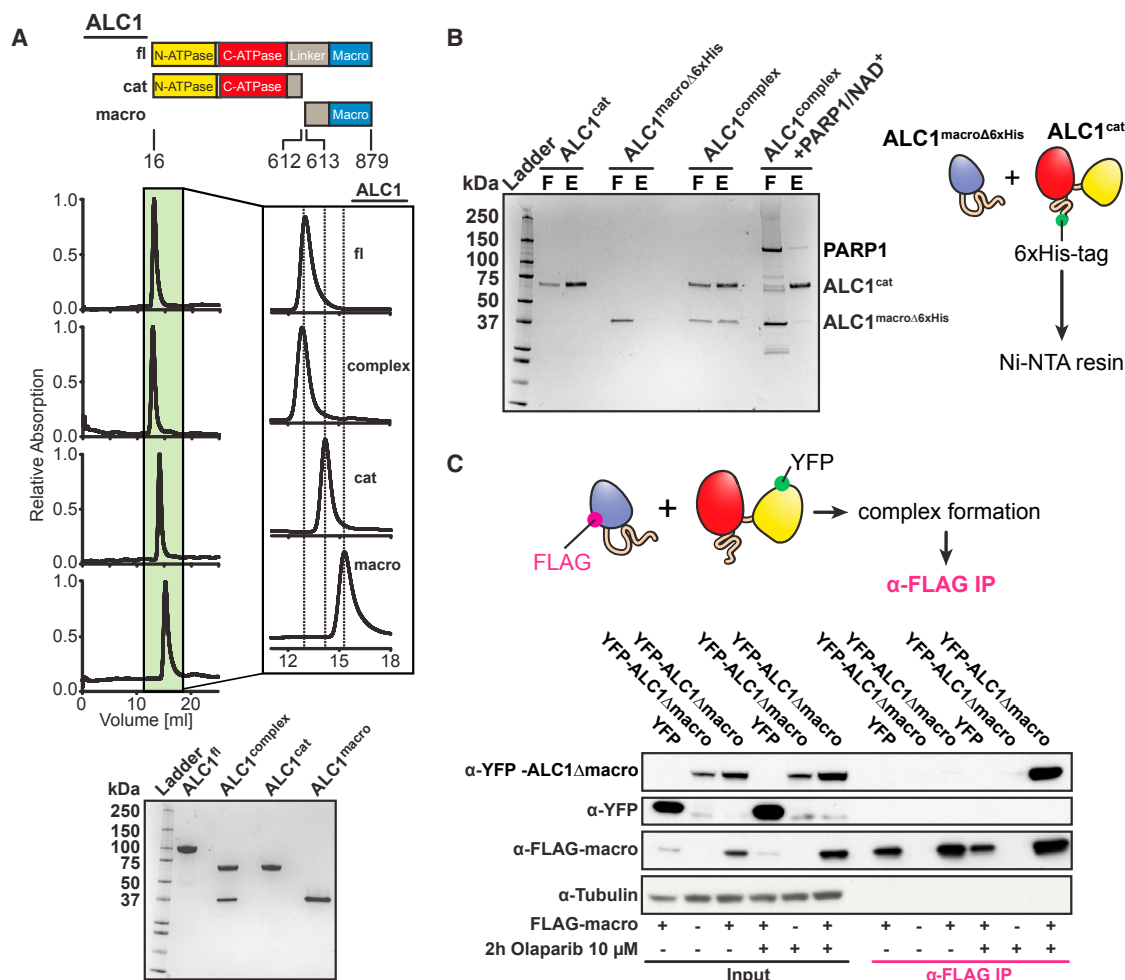 A
ALC1
fl N-ATPase C-ATPase Linker Macro
cat N-ATPase C-ATPase
macro Macro
16 612 613 879
ALC1
1.0
0.5
0.0
fl
1.0
0.5
0.0
complex
1.0
0.5
0.0
cat
1.0
0.5
0.0
macro
12 15 18
0 10 20
Volume [ml]
Relative Absorption
Ladder ALC1fl ALC1complex ALC1cat ALC1macro
kDa
250
150
100
75
50
37
B
Ladder ALC1cat ALC1macroΔ6xHis ALC1complex ALC1complex +PARP1/NAD+
kDa F E F E F E F E
250
150
100
75
50
37
PARP1
ALC1cat
ALC1macroΔ6xHis
ALC1macroΔ6xHis + ALC1cat
6xHis-tag
Ni-NTA resin
C
YFP
+
FLAG
complex formation
α-FLAG IP
YFP YFP-ALC1Δmacro YFP-ALC1Δmacro YFP YFP-ALC1Δmacro YFP-ALC1Δmacro YFP YFP-ALC1Δmacro YFP-ALC1Δmacro YFP YFP-ALC1Δmacro YFP-ALC1Δmacro
α-YFP -ALC1Δmacro
α-YFP
α-FLAG-macro
α-Tubulin
FLAG-macro + - + + - + + - + + - +
2h Olaparib 10 µM - - - + + + - - - + + +
Input α-FLAG IP